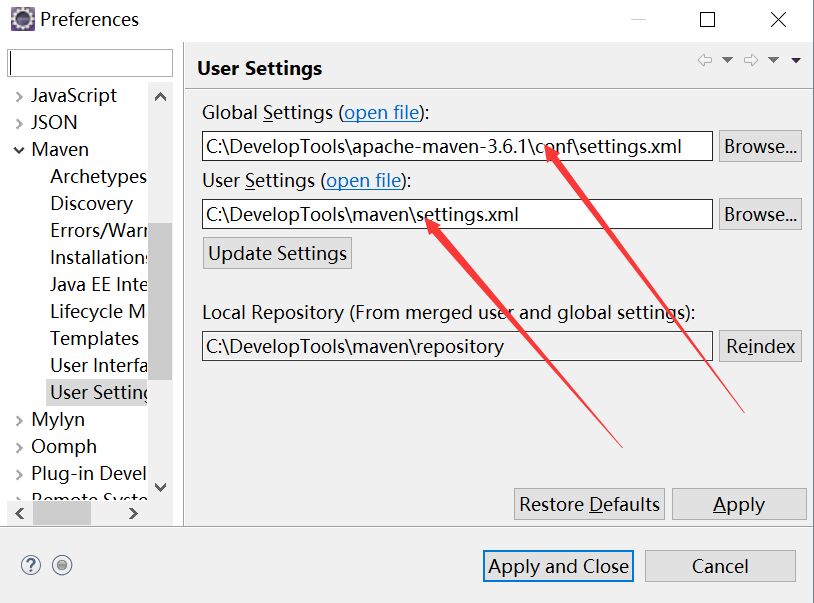 Preferences
JavaScript
JSON
Maven
Archetypes
Discovery
Errors/Warr
Installation
Java EE Inte
Lifecycle M
Templates
User Interfa
User Setting
Mylyn
Oomph
Plug-in Devel
Remote Syste
User Settings
Global Settings (open file):
C:\DevelopTools\apache-maven-3.6.1\conf\settings.xml
Browse...
User Settings (open file):
C:\DevelopTools\maven\settings.xml
Browse...
Update Settings
Local Repository (From merged user and global settings):
C:\DevelopTools\maven\repository
Reindex
Restore Defaults
Apply
?
Apply and Close
Cancel